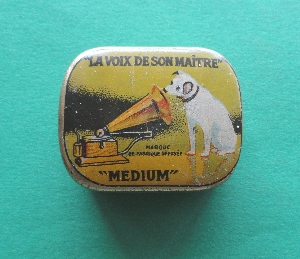 "LA VOIX DE SON MAÎTRE"
MARQUE
DE FABRIQUE DÉPOSÉE
"MEDIUM"